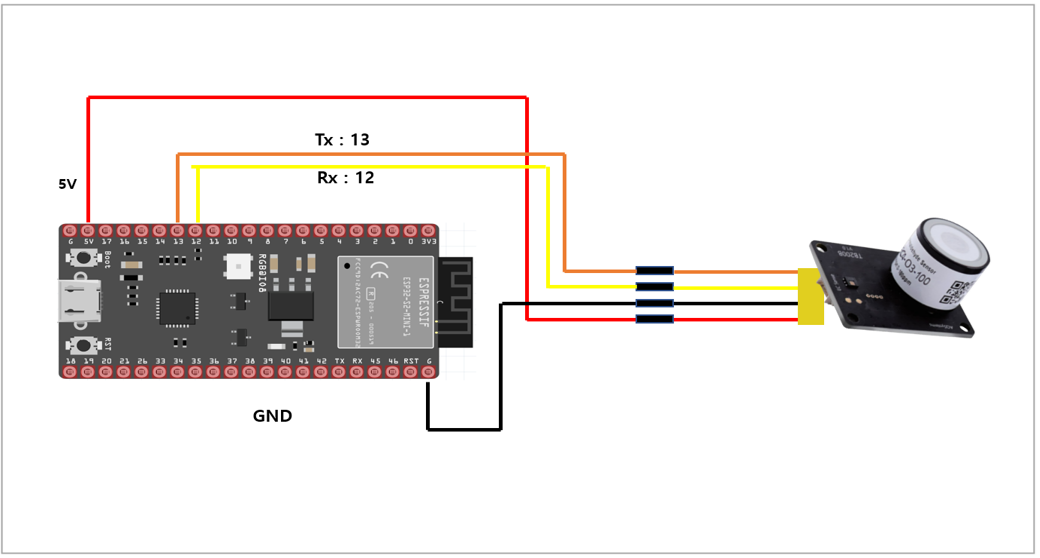 Tx : 13
Rx : 12
5V
G 5V 17 16 15 14 13 12 11 10 9 8 7 6 5 4 3 2 1 0 3V3
Boot
RGB@IO8
ESPRESSIF
ESP32-S2-MINI-1
RST
18 19 20 21 26 33 34 35 36 37 38 39 40 41 42 TX RX 45 46 RST G
GND
TB200B